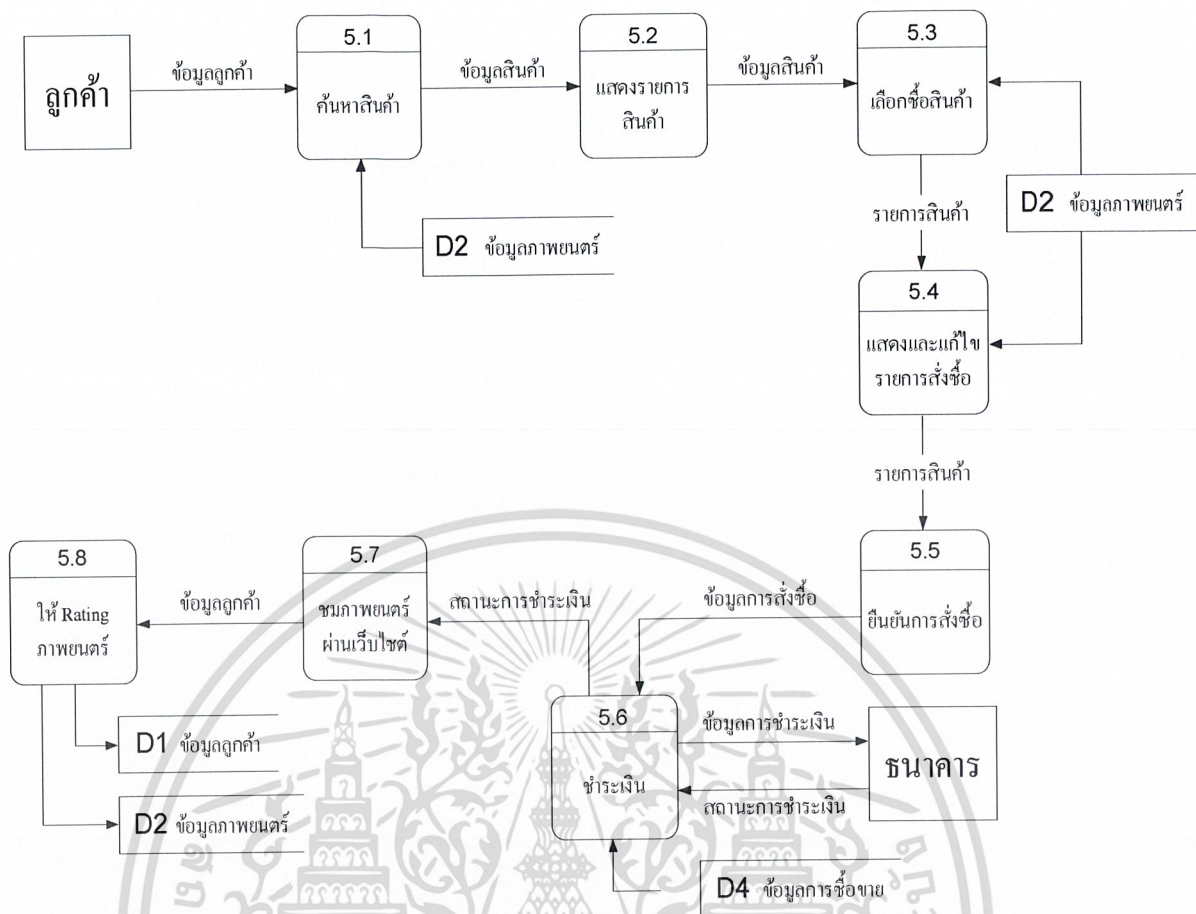 ลูกค้า
ข้อมูลลูกค้า
5.1
ค้นหาสินค้า
ข้อมูลสินค้า
5.2
แสดงรายการ
สินค้า
ข้อมูลสินค้า
5.3
เลือกซื้อสินค้า
D2 ข้อมูลภาพยนตร์
D2 ข้อมูลภาพยนตร์
รายการสินค้า
5.4
แสดงและแก้ไข
รายการสั่งซื้อ
รายการสินค้า
5.5
ยืนยันการสั่งซื้อ
ข้อมูลการสั่งซื้อ
5.6
ชำระเงิน
ข้อมูลการชำระเงิน
สถานะการชำระเงิน
ธนาคาร
D4 ข้อมูลการซื้อขาย
สถานะการชำระเงิน
5.7
ชมภาพยนตร์
ผ่านเว็บไซต์
ข้อมูลลูกค้า
5.8
ให้ Rating
ภาพยนตร์
D1 ข้อมูลลูกค้า
D2 ข้อมูลภาพยนตร์